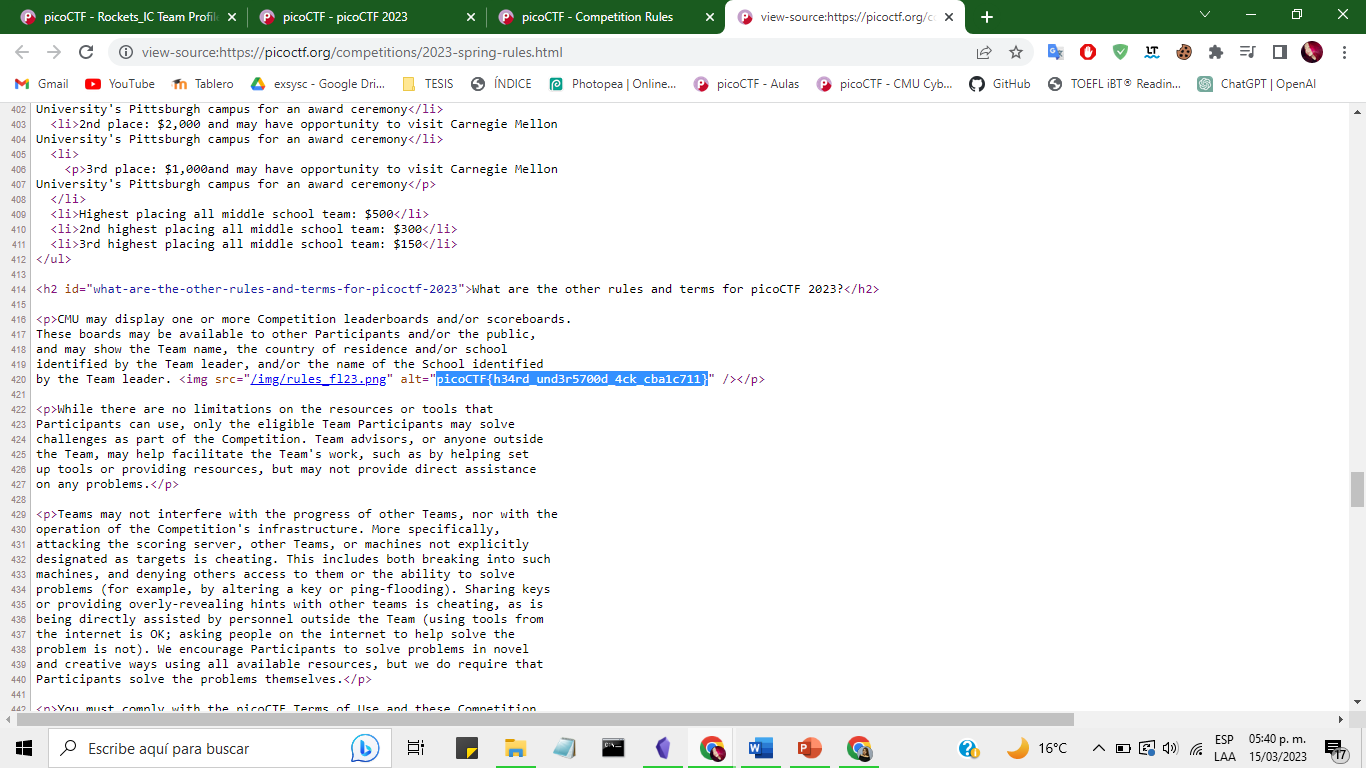 picoCTF - Rockets_IC Team Profil
picoCTF - picoCTF 2023
picoCTF - Competition Rules
view-source:https://picoctf.org/c
view-source:https://picoctf.org/competitions/2023-spring-rules.html
Gmail YouTube Tablero exsysc - Google Dri... TESIS ÍNDICE Photopea | Online... picoCTF - Aulas picoCTF - CMU Cyb... GitHub TOEFL iBT® Readin... ChatGPT | OpenAI
402 University's Pittsburgh campus for an award ceremony</li>
403 <li>2nd place: $2,000 and may have opportunity to visit Carnegie Mellon
404 University's Pittsburgh campus for an award ceremony</li>
405 <li>
406 <p>3rd place: $1,000and may have opportunity to visit Carnegie Mellon
407 University's Pittsburgh campus for an award ceremony</p>
408 </li>
409 <li>Highest placing all middle school team: $500</li>
410 <li>2nd highest placing all middle school team: $300</li>
411 <li>3rd highest placing all middle school team: $150</li>
412 </ul>
413
414 <h2 id="what-are-the-other-rules-and-terms-for-picoctf-2023">What are the other rules and terms for picoCTF 2023?</h2>
415
416 <p>CMU may display one or more Competition leaderboards and/or scoreboards.
417 These boards may be available to other Participants and/or the public,
418 and may show the Team name, the country of residence and/or school
419 identified by the Team leader, and/or the name of the School identified
420 by the Team leader. <img src="/img/rules_fl23.png" alt="picoCTF{h34rd_und3r5700d_4ck_cba1c711}" /></p>
421
422 <p>While there are no limitations on the resources or tools that
423 Participants can use, only the eligible Team Participants may solve
424 challenges as part of the Competition. Team advisors, or anyone outside
425 the Team, may help facilitate the Team's work, such as by helping set
426 up tools or providing resources, but may not provide direct assistance
427 on any problems.</p>
428
429 <p>Teams may not interfere with the progress of other Teams, nor with the
430 operation of the Competition's infrastructure. More specifically,
431 attacking the scoring server, other Teams, or machines not explicitly
432 designated as targets is cheating. This includes both breaking into such
433 machines, and denying others access to them or the ability to solve
434 problems (for example, by altering a key or ping-flooding). Sharing keys
435 or providing overly-revealing hints with other teams is cheating, as is
436 being directly assisted by personnel outside the Team (using tools from
437 the internet is OK; asking people on the internet to help solve the
438 problem is not). We encourage Participants to solve problems in novel
439 and creative ways using all available resources, but we do require that
440 Participants solve the problems themselves.</p>
441
442 <p>You must comply with the picoCTF Terms of Use and these Competition
Escribe aquí para buscar
16°C
ESP
LAA
05:40 p. m.
15/03/2023
17